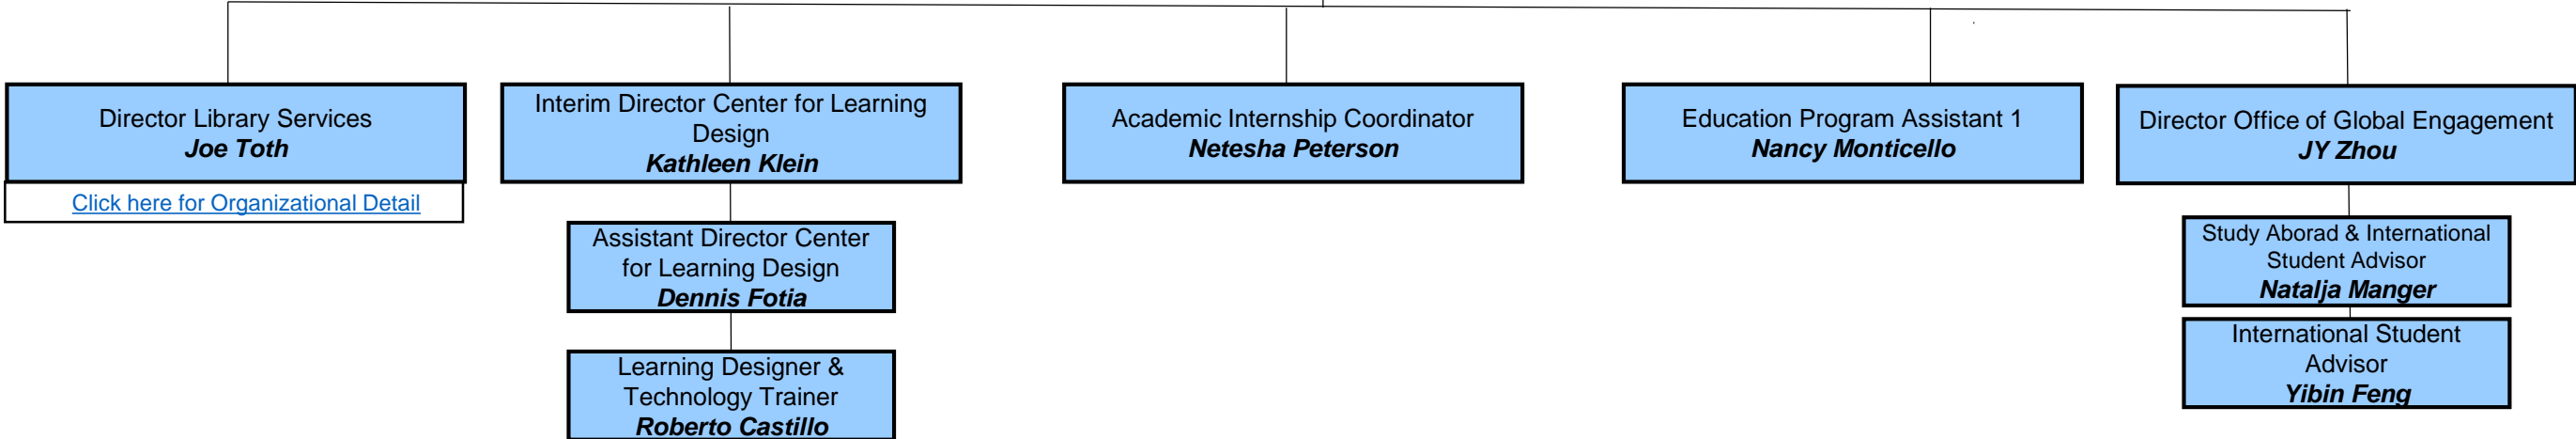 Director Library Services
Joe Toth
Click here for Organizational Detail
Interim Director Center for Learning
Design
Kathleen Klein
Assistant Director Center
for Learning Design
Dennis Fotia
Learning Designer &
Technology Trainer
Roberto Castillo
Academic Internship Coordinator
Netesha Peterson
Education Program Assistant 1
Nancy Monticello
Director Office of Global Engagement
JY Zhou
Study Aborad & International
Student Advisor
Natalja Manger
International Student
Advisor
Yibin Feng